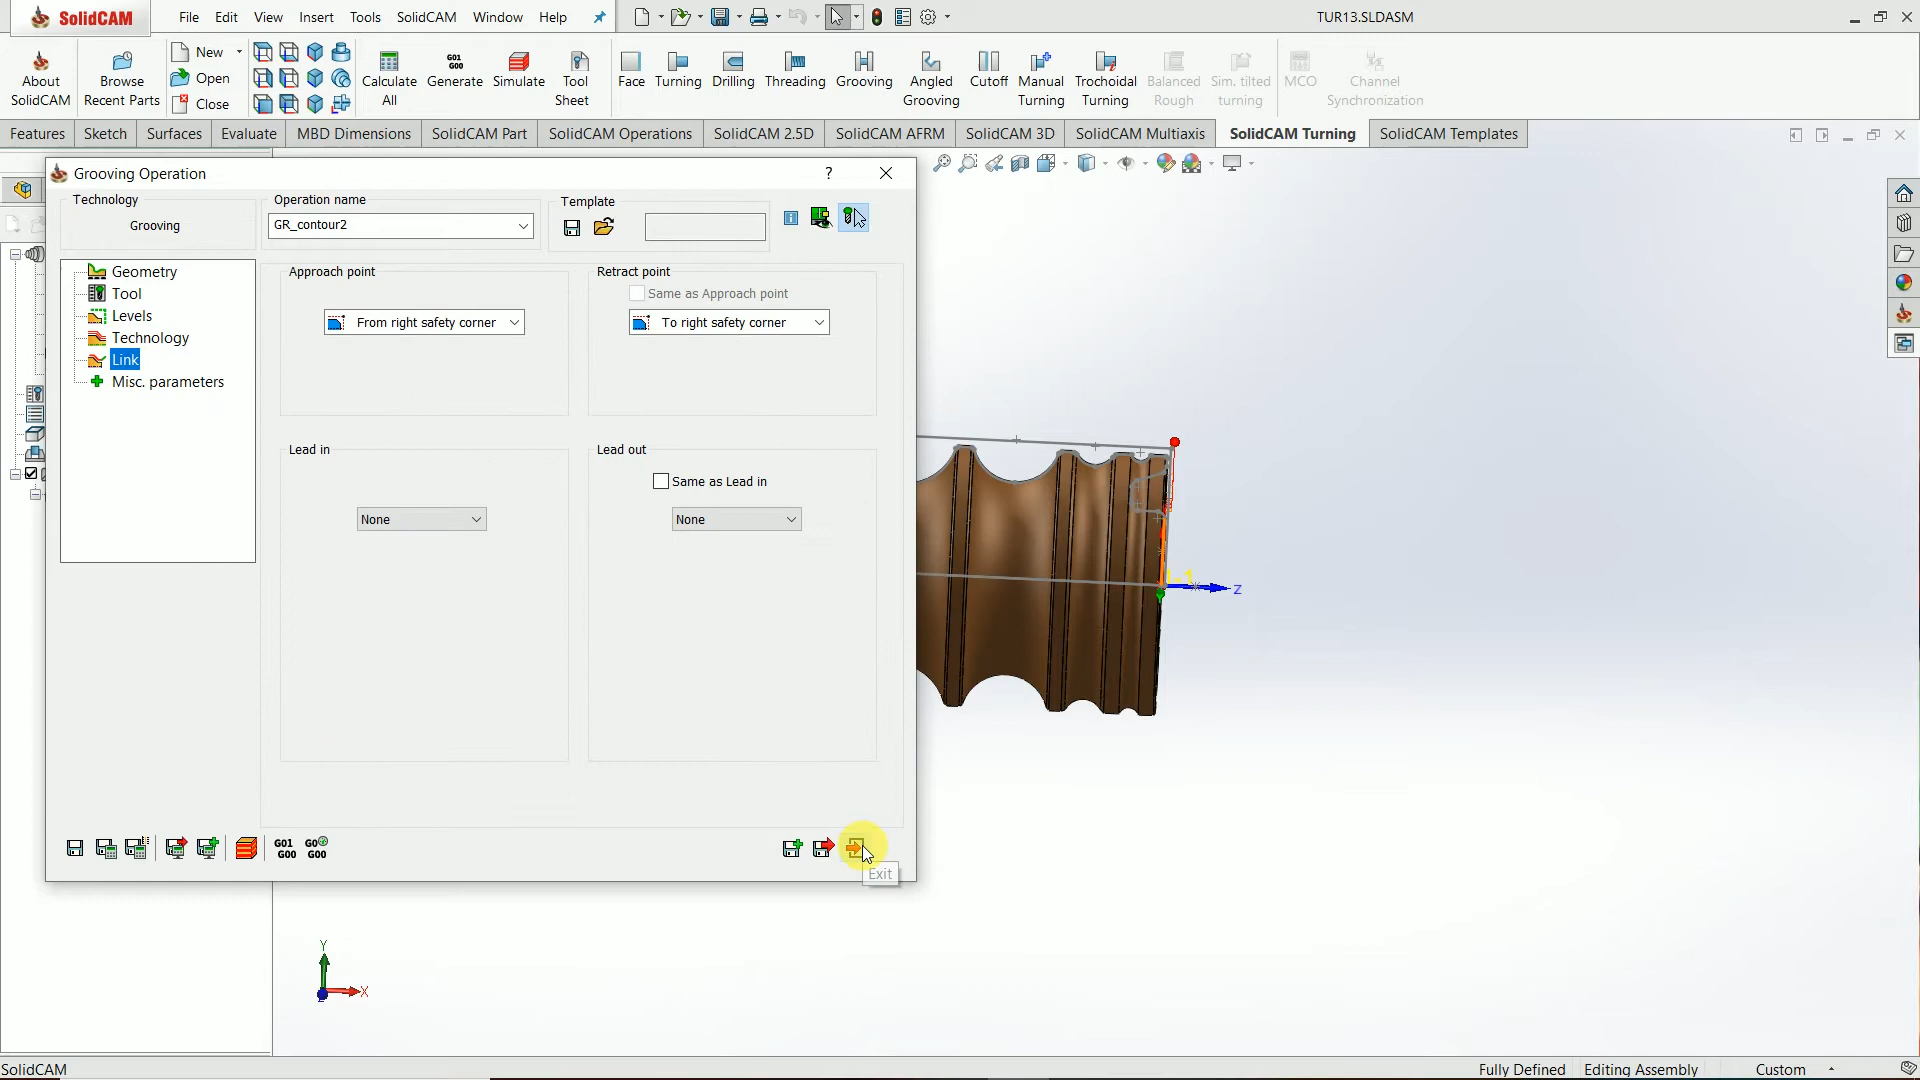 SolidCAM File Edit View Insert Tools SolidCAM Window Help TUR13.SLDASM
About SolidCAM
Browse Recent Parts
New
Open
Close
Calculate All
G01 G00
Generate
Simulate
Tool Sheet
Face
Turning
Drilling
Threading
Grooving
Angled Grooving
Cutoff
Manual Turning
Trochoidal Turning
Balanced Rough
Sim. tilted turning
MCO
Channel Synchronization
Features Sketch Surfaces Evaluate MBD Dimensions SolidCAM Part SolidCAM Operations SolidCAM 2.5D SolidCAM AFRM SolidCAM 3D SolidCAM Multiaxis SolidCAM Turning SolidCAM Templates
Grooving Operation ?
Technology
Grooving
Operation name
GR_contour2
Template
Geometry
Tool
Levels
Technology
Link
Misc. parameters
Approach point
From right safety corner
Retract point
Same as Approach point
To right safety corner
Lead in
None
Lead out
Same as Lead in
None
G01 G00
G0 G00
Exit
Z
Y
X
SolidCAM Fully Defined Editing Assembly Custom